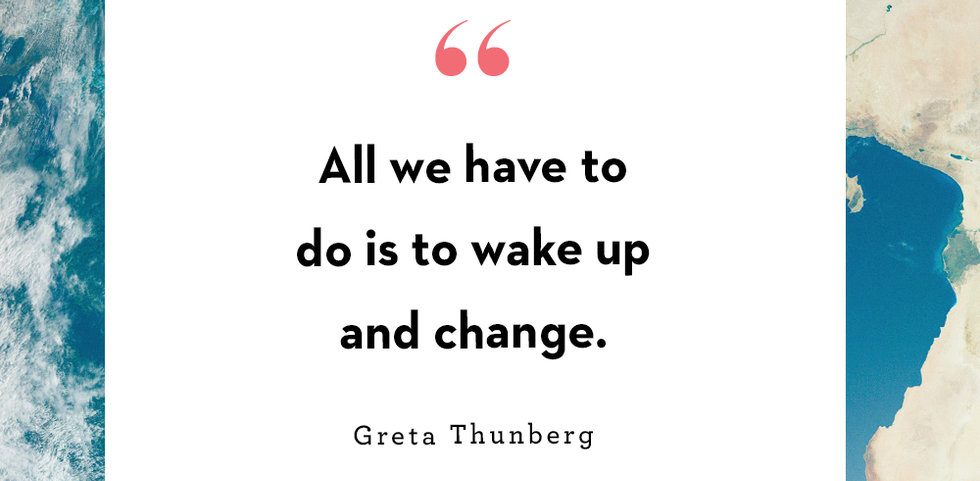 “
All we have to
do is to wake up
and change.
Greta Thunberg